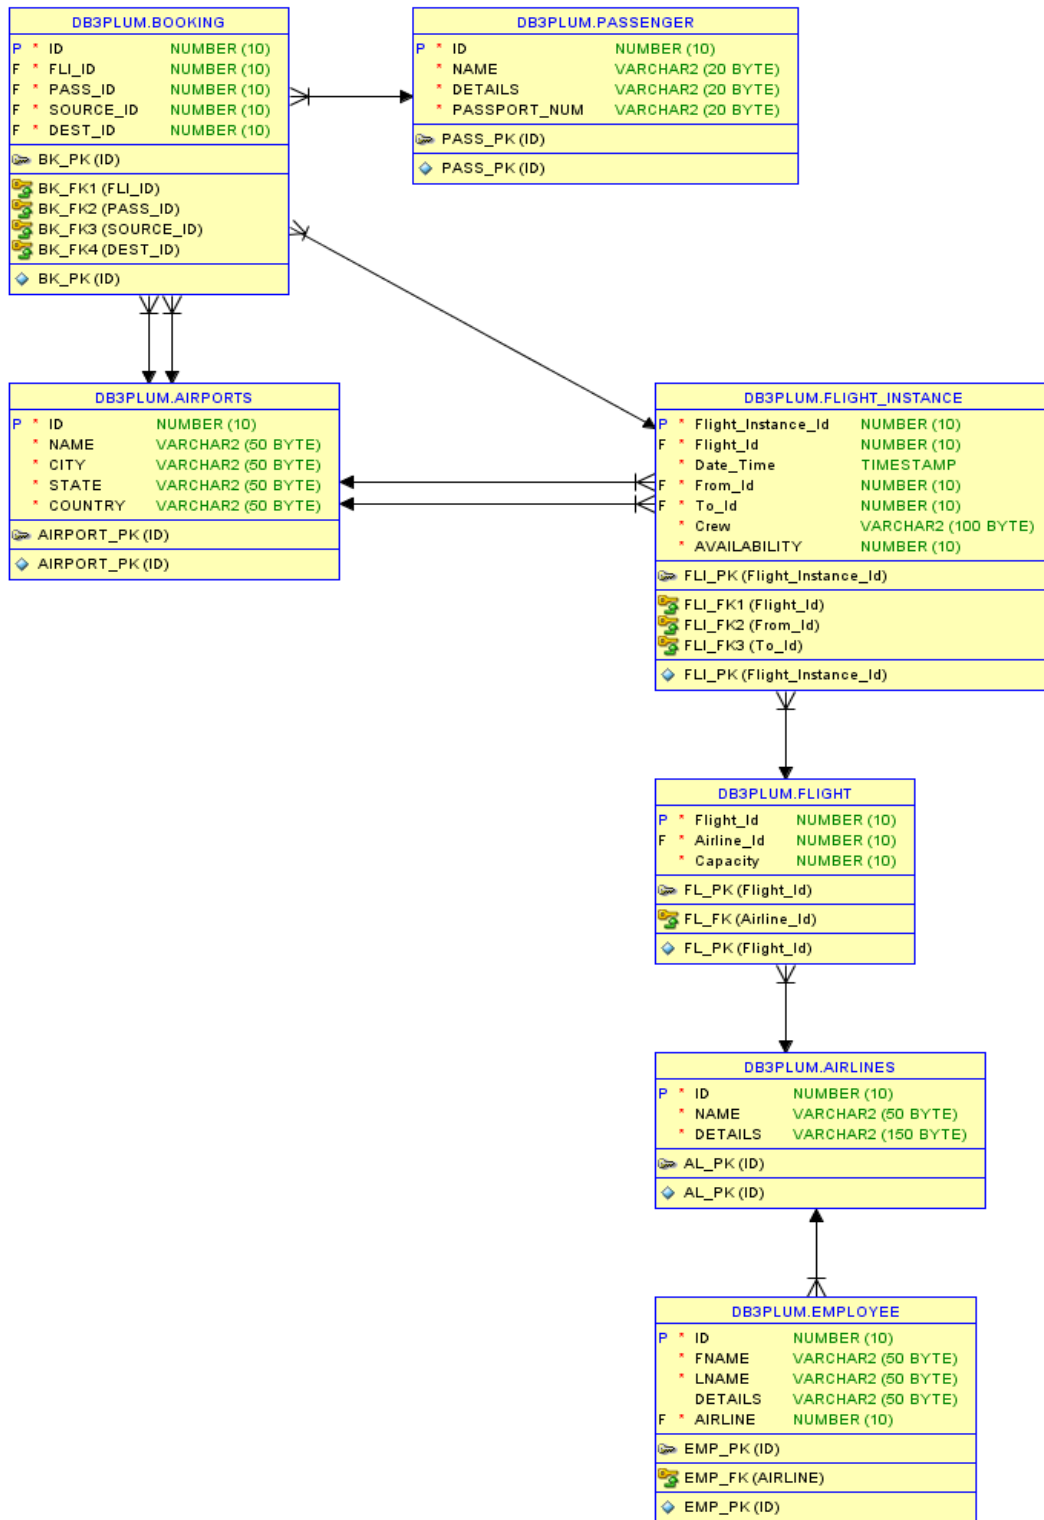 DB3PLUM.BOOKING
P * ID NUMBER (10)
F * FLI_ID NUMBER (10)
F * PASS_ID NUMBER (10)
F * SOURCE_ID NUMBER (10)
F * DEST_ID NUMBER (10)
BK_PK (ID)
BK_FK1 (FLI_ID)
BK_FK2 (PASS_ID)
BK_FK3 (SOURCE_ID)
BK_FK4 (DEST_ID)
BK_PK (ID)
DB3PLUM.PASSENGER
P * ID NUMBER (10)
* NAME VARCHAR2 (20 BYTE)
* DETAILS VARCHAR2 (20 BYTE)
* PASSPORT_NUM VARCHAR2 (20 BYTE)
PASS_PK (ID)
PASS_PK (ID)
DB3PLUM.AIRPORTS
P * ID NUMBER (10)
* NAME VARCHAR2 (50 BYTE)
* CITY VARCHAR2 (50 BYTE)
* STATE VARCHAR2 (50 BYTE)
* COUNTRY VARCHAR2 (50 BYTE)
AIRPORT_PK (ID)
AIRPORT_PK (ID)
DB3PLUM.FLIGHT_INSTANCE
P * Flight_Instance_Id NUMBER (10)
F * Flight_Id NUMBER (10)
* Date_Time TIMESTAMP
F * From_Id NUMBER (10)
F * To_Id NUMBER (10)
* Crew VARCHAR2 (100 BYTE)
* AVAILABILITY NUMBER (10)
FLI_PK (Flight_Instance_Id)
FLI_FK1 (Flight_Id)
FLI_FK2 (From_Id)
FLI_FK3 (To_Id)
FLI_PK (Flight_Instance_Id)
DB3PLUM.FLIGHT
P * Flight_Id NUMBER (10)
F * Airline_Id NUMBER (10)
* Capacity NUMBER (10)
FL_PK (Flight_Id)
FL_FK (Airline_Id)
FL_PK (Flight_Id)
DB3PLUM.AIRLINES
P * ID NUMBER (10)
* NAME VARCHAR2 (50 BYTE)
* DETAILS VARCHAR2 (150 BYTE)
AL_PK (ID)
AL_PK (ID)
DB3PLUM.EMPLOYEE
P * ID NUMBER (10)
* FNAME VARCHAR2 (50 BYTE)
* LNAME VARCHAR2 (50 BYTE)
DETAILS VARCHAR2 (50 BYTE)
F * AIRLINE NUMBER (10)
EMP_PK (ID)
EMP_FK (AIRLINE)
EMP_PK (ID)